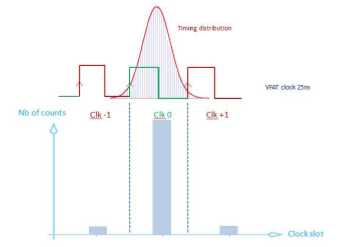 Timing distribution
VFAT clock 25ns
Nb of counts
Clk -1
Clk 0
Clk +1
Clock slot